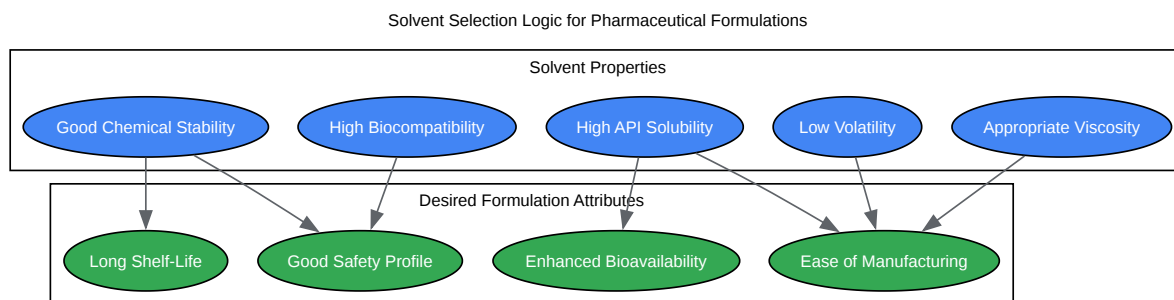 Solvent Selection Logic for Pharmaceutical Formulations
Solvent Properties
Good Chemical Stability
High Biocompatibility
High API Solubility
Low Volatility
Appropriate Viscosity
Desired Formulation Attributes
Long Shelf-Life
Good Safety Profile
Enhanced Bioavailability
Ease of Manufacturing